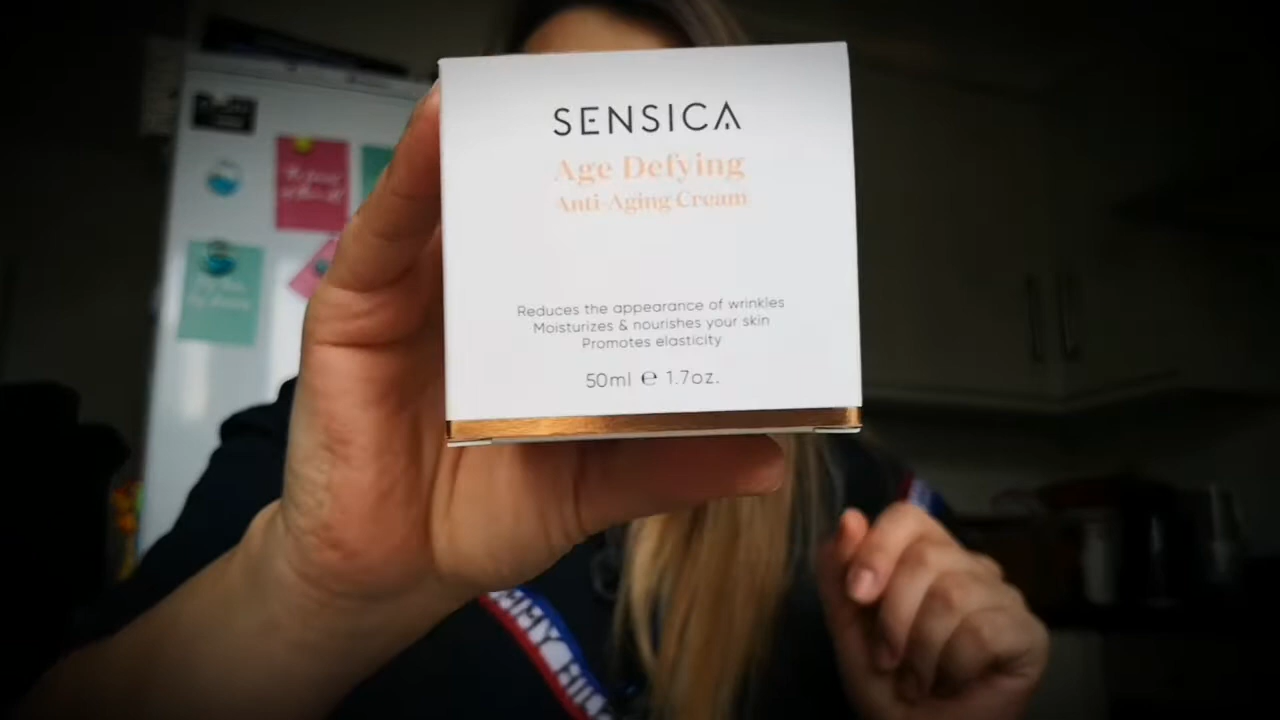 SENSICA
Age Defying
Anti-Aging Cream
Reduces the appearance of wrinkles
Moisturizes & nourishes your skin
Promotes elasticity
50ml ℮ 1.7oz.